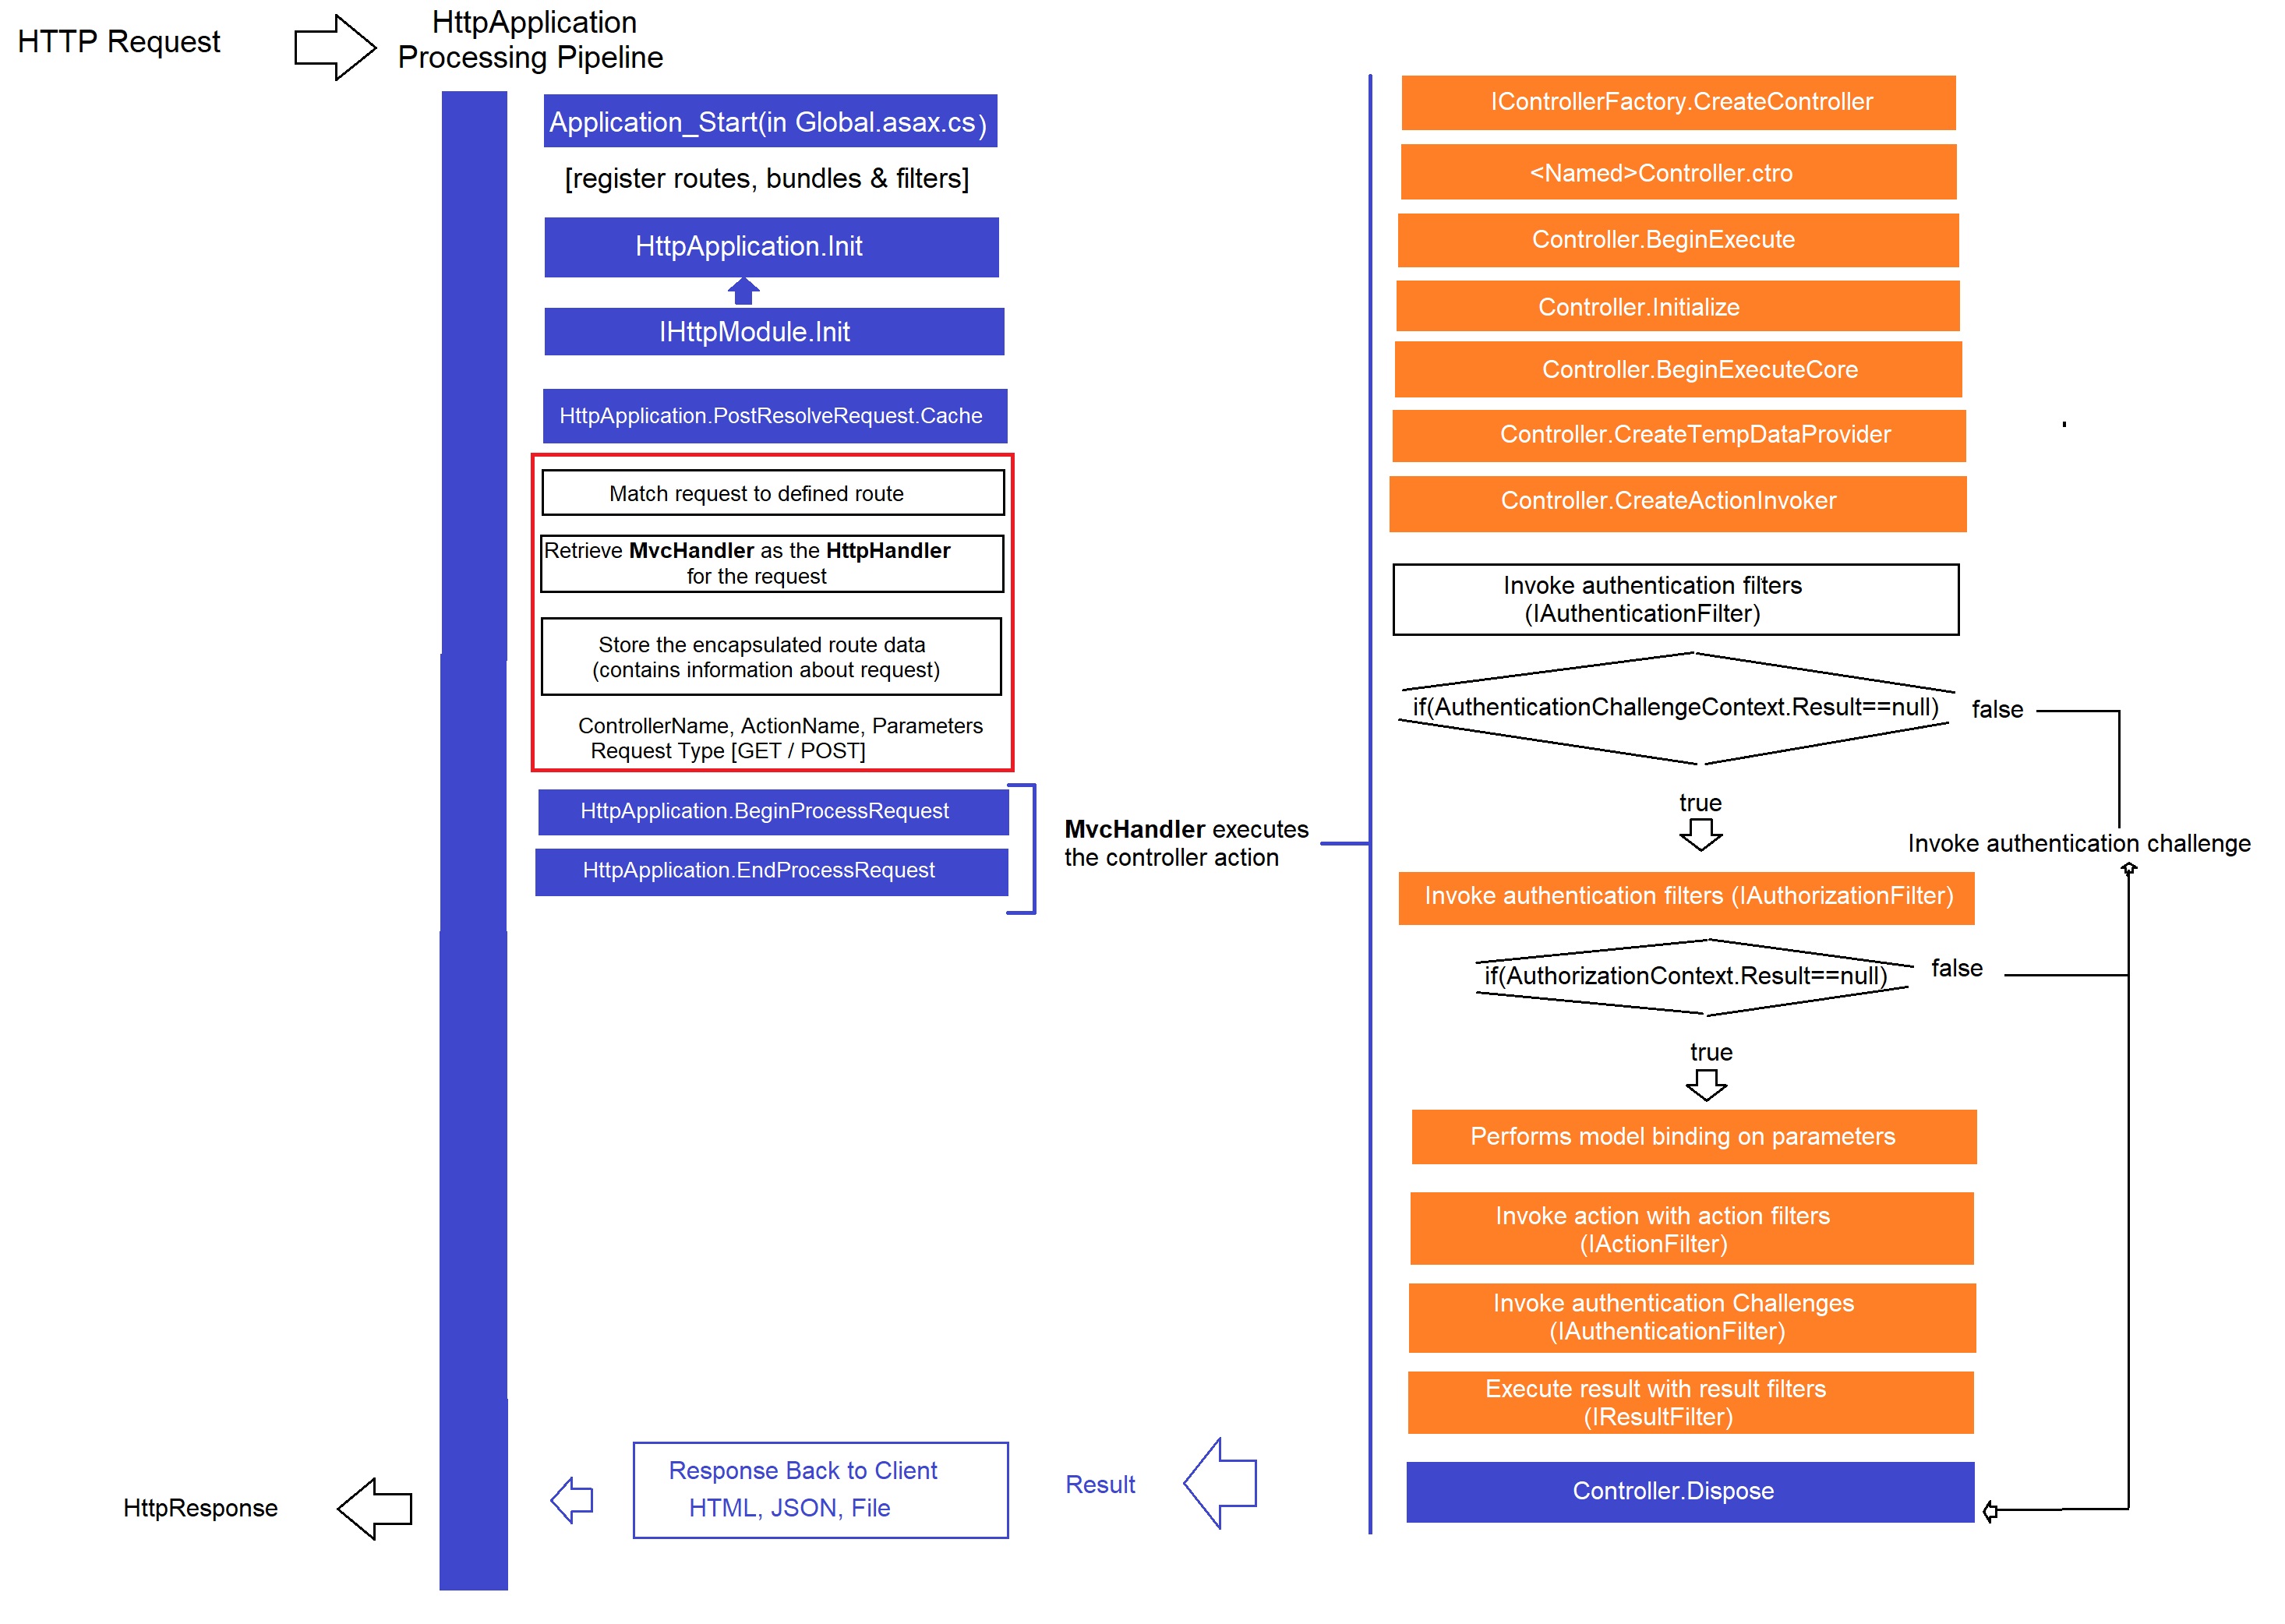 HTTP Request
HttpApplication
Processing Pipeline
Application_Start(in Global.asax.cs)
[register routes, bundles & filters]
HttpApplication.Init
IHttpModule.Init
HttpApplication.PostResolveRequest.Cache
Match request to defined route
Retrieve MvcHandler as the HttpHandler
for the request
Store the encapsulated route data
(contains information about request)
ControllerName, ActionName, Parameters
Request Type [GET / POST]
HttpApplication.BeginProcessRequest
HttpApplication.EndProcessRequest
MvcHandler executes
the controller action
IControllerFactory.CreateController
<Named>Controller.ctro
Controller.BeginExecute
Controller.Initialize
Controller.BeginExecuteCore
Controller.CreateTempDataProvider
Controller.CreateActionInvoker
Invoke authentication filters
(IAuthenticationFilter)
if(AuthenticationChallengeContext.Result==null)
false
true
Invoke authentication challenge
Invoke authentication filters (IAuthorizationFilter)
if(AuthorizationContext.Result==null)
false
true
Performs model binding on parameters
Invoke action with action filters
(IActionFilter)
Invoke authentication Challenges
(IAuthenticationFilter)
Execute result with result filters
(IResultFilter)
Controller.Dispose
Result
Response Back to Client
HTML, JSON, File
HttpResponse